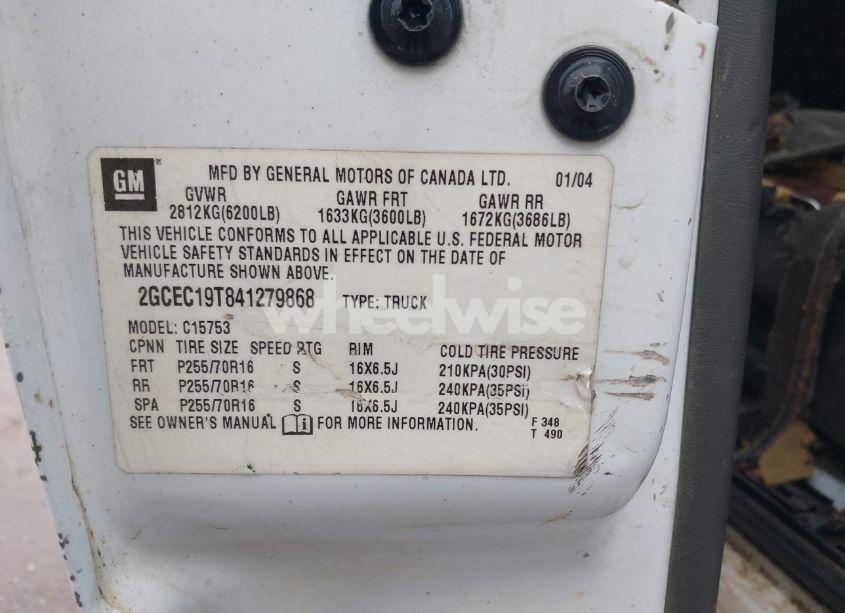 GM
MFD BY GENERAL MOTORS OF CANADA LTD. 01/04
GVWR GAWR FRT GAWR RR
2812KG(6200LB) 1633KG(3600LB) 1672KG(3686LB)
THIS VEHICLE CONFORMS TO ALL APPLICABLE U.S. FEDERAL MOTOR
VEHICLE SAFETY STANDARDS IN EFFECT ON THE DATE OF
MANUFACTURE SHOWN ABOVE.
2GCEC19T841279868 TYPE: TRUCK
wheelwise
MODEL: C15753
CPNN TIRE SIZE SPEED RTG RIM COLD TIRE PRESSURE
FRT P255/70R16 S 16X6.5J 210KPA(30PSI)
RR P255/70R16 S 16X6.5J 240KPA(35PSI)
SPA P255/70R16 S 16X6.5J 240KPA(35PSI)
SEE OWNER'S MANUAL FOR MORE INFORMATION. F 348
T 490